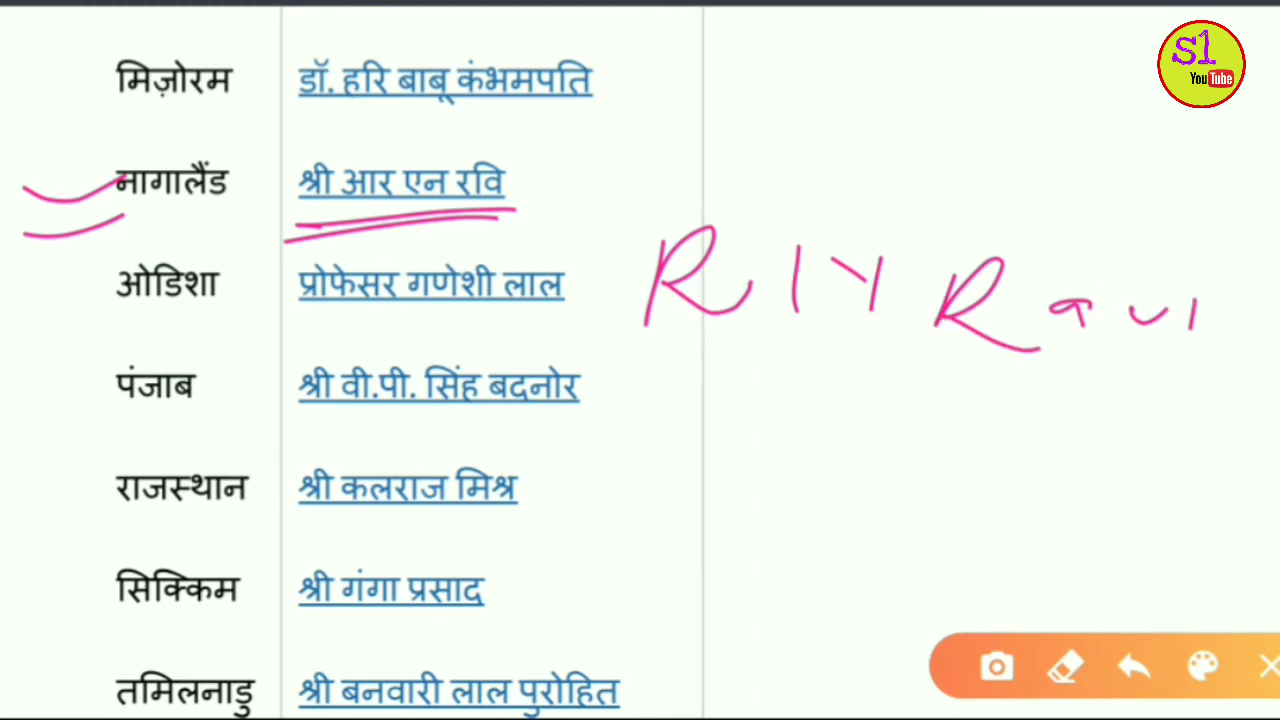 मिज़ोरम डॉ. हरि बाबू कंभमपति
नागालैंड श्री आर एन रवि
ओडिशा प्रोफेसर गणेशी लाल
R N Ravi
पंजाब श्री वी.पी. सिंह बदनोर
राजस्थान श्री कलराज मिश्र
सिक्किम श्री गंगा प्रसाद
तमिलनाडु श्री बनवारी लाल पुरोहित
S1
YouTube